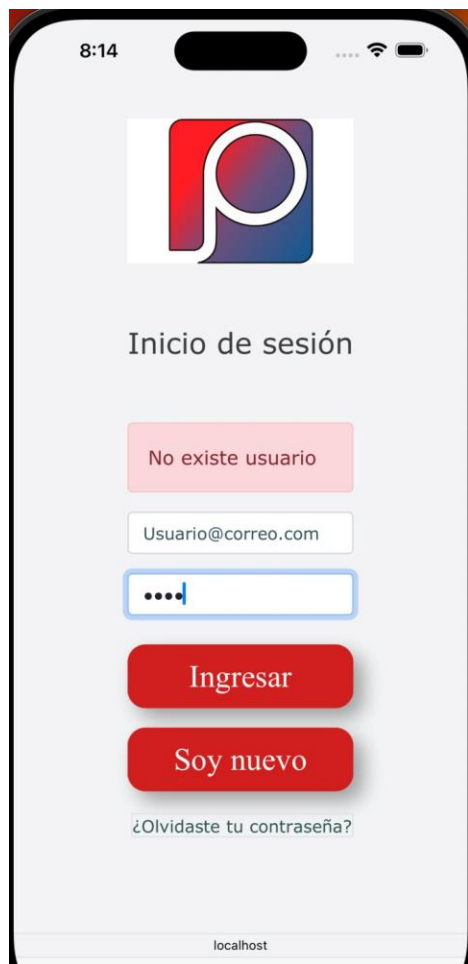 8:14
Inicio de sesión
No existe usuario
Usuario@correo.com
••••
Ingresar
Soy nuevo
¿Olvidaste tu contraseña?
localhost